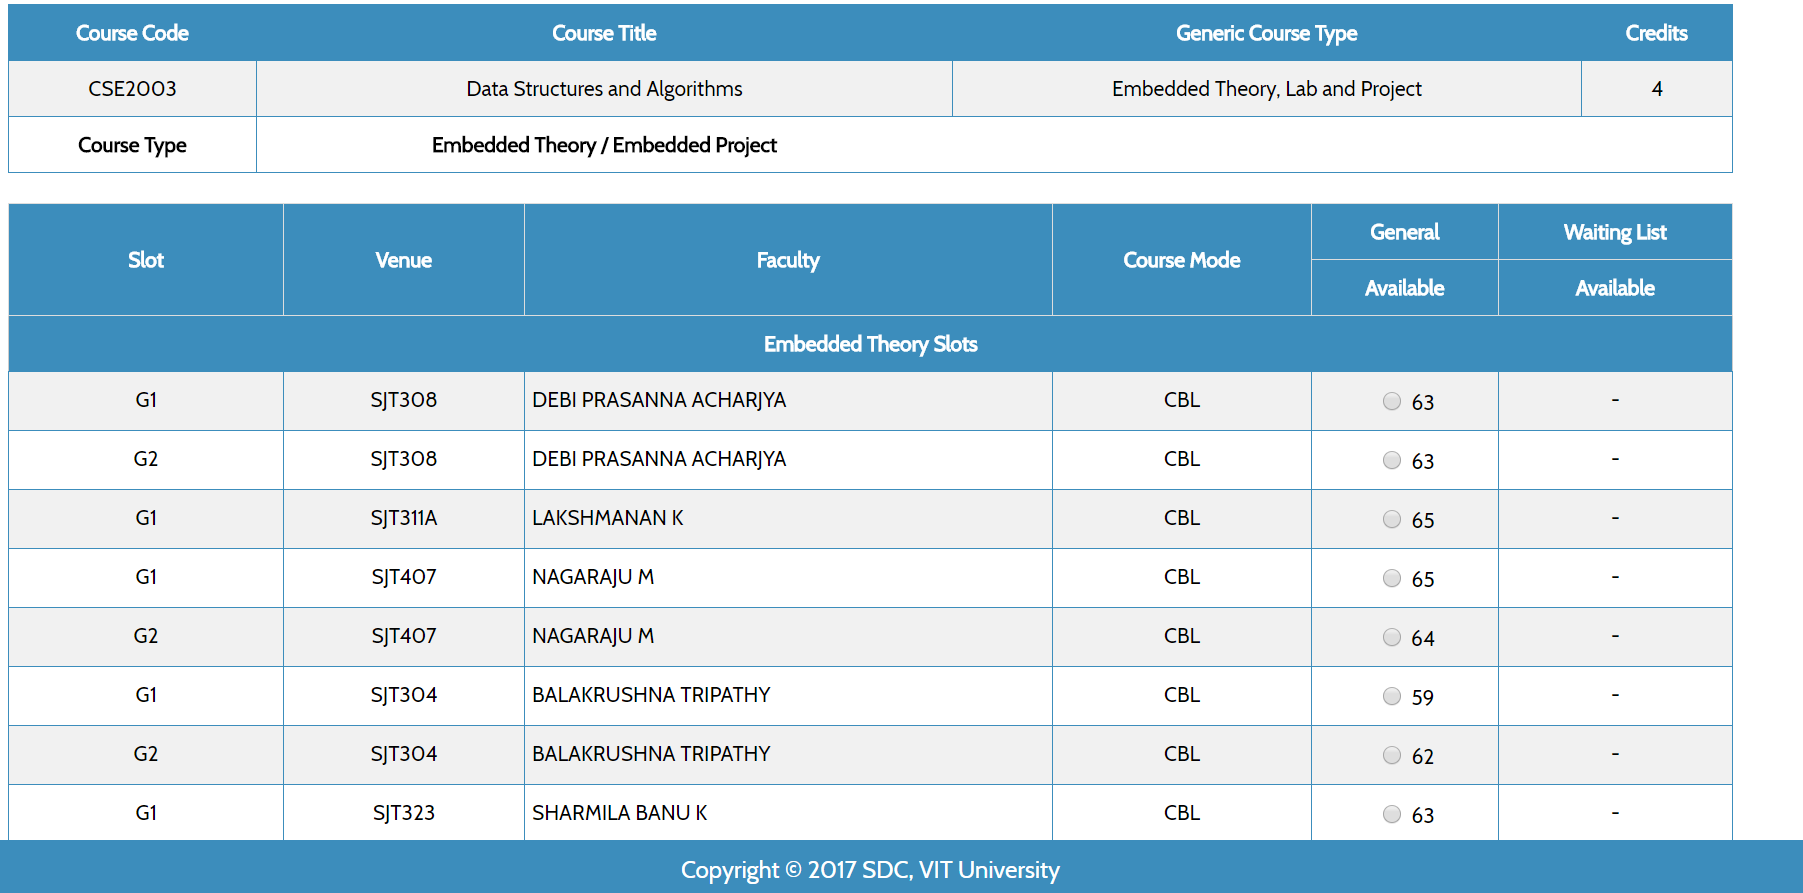 Course Code Course Title Generic Course Type Credits
CSE2003 Data Structures and Algorithms Embedded Theory, Lab and Project 4
Course Type Embedded Theory / Embedded Project
Slot Venue Faculty Course Mode General Waiting List
Available Available
Embedded Theory Slots
G1 SJT308 DEBI PRASANNA ACHARJYA CBL 63 -
G2 SJT308 DEBI PRASANNA ACHARJYA CBL 63 -
G1 SJT311A LAKSHMANAN K CBL 65 -
G1 SJT407 NAGARAJU M CBL 65 -
G2 SJT407 NAGARAJU M CBL 64 -
G1 SJT304 BALAKRUSHNA TRIPATHY CBL 59 -
G2 SJT304 BALAKRUSHNA TRIPATHY CBL 62 -
G1 SJT323 SHARMILA BANU K CBL 63 -
Copyright © 2017 SDC, VIT University